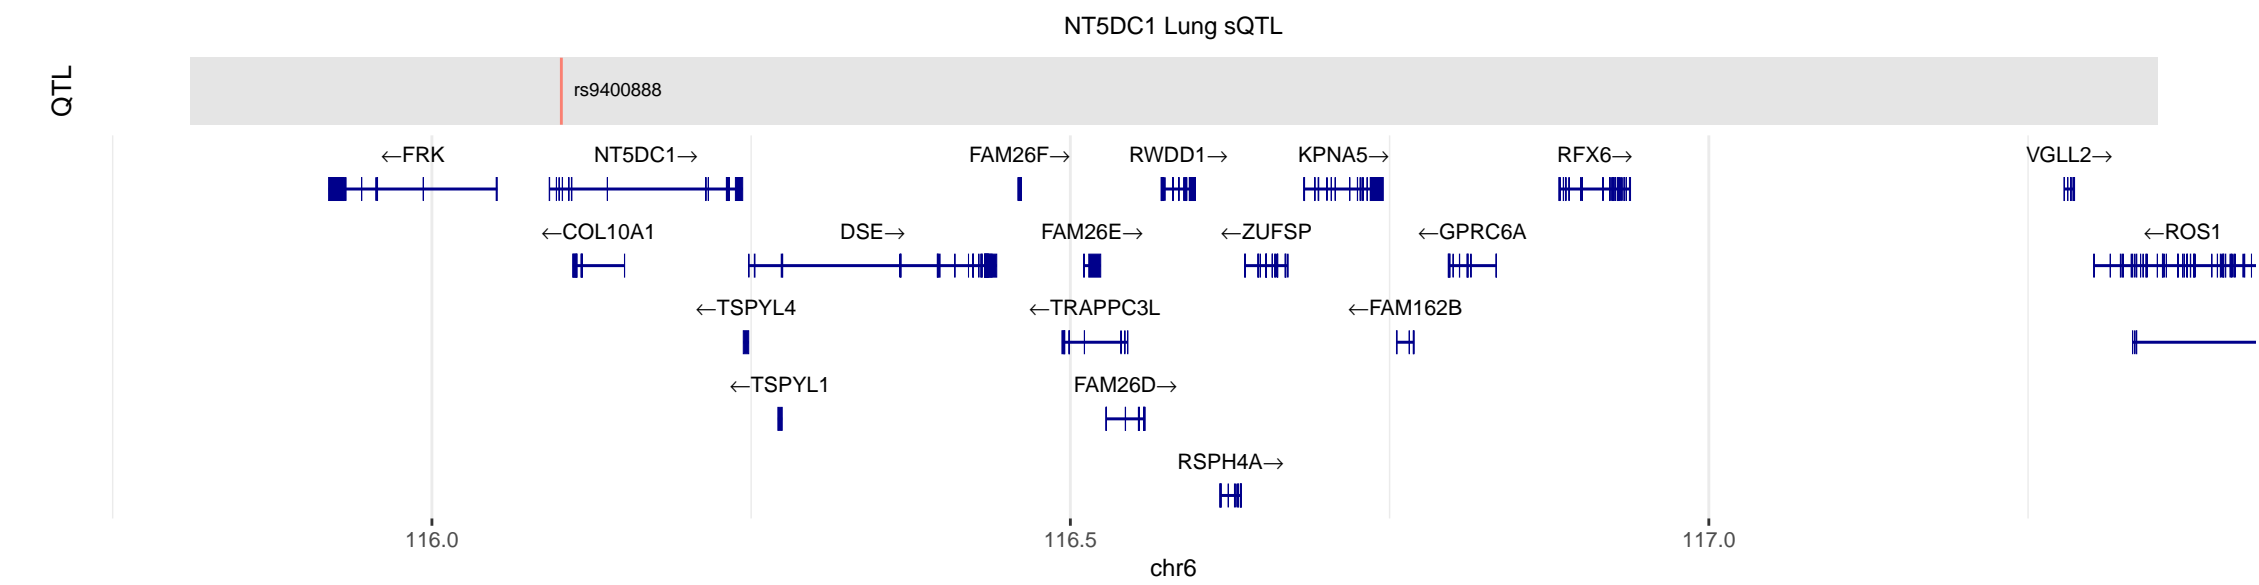 NT5DC1 Lung sQTL
QTL
rs9400888
←FRK NT5DC1→ FAM26F→ RWDD1→ KPNA5→ RFX6→ VGLL2→
←COL10A1 DSE→ FAM26E→ ←ZUFSP ←GPRC6A ←ROS1
←TSPYL4 ←TRAPPC3L ←FAM162B
←TSPYL1 FAM26D→
RSPH4A→
116.0 116.5 117.0
chr6